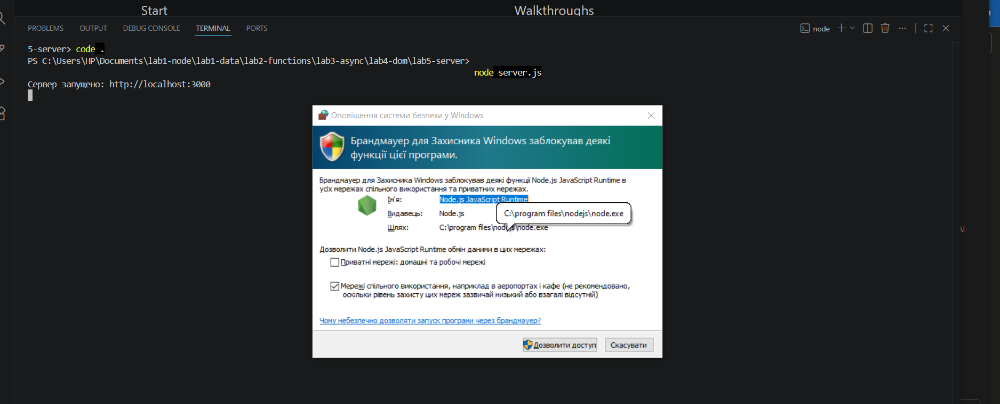 Start
Walkthroughs
PROBLEMS OUTPUT DEBUG CONSOLE TERMINAL PORTS
node
5-server> code .
PS C:\Users\HP\Documents\lab1-node\lab1-data\lab2-functions\lab3-async\lab4-dom\lab5-server>
node server.js
Сервер запущено: http://localhost:3000
Оповіщення системи безпеки у Windows
Брандмауер для Захисника Windows заблокував деякі
функції цієї програми.
Брандмауер для Захисника Windows заблокував деякі функції Node.js JavaScript Runtime в
усіх мережах спільного використання та приватних мережах.
Ім'я: Node.js JavaScript Runtime
Видавець: Node.js
C:\program files\nodejs\node.exe
Шлях: C:\program files\nodejs\node.exe
Дозволити Node.js JavaScript Runtime обмін даними в цих мережах:
Приватні мережі: домашні та робочі мережі
Мережі спільного використання, наприклад в аеропортах і кафе (не рекомендовано,
оскільки рівень захисту цих мереж зазвичай низький або взагалі відсутній)
Чому небезпечно дозволяти запуск програми через брандмауер?
Дозволити доступ
Скасувати
AI